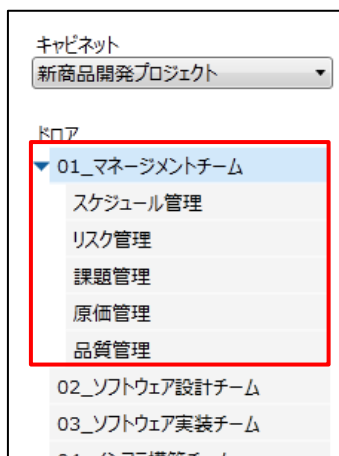 キャビネット
新商品開発プロジェクト
ドロア
01_マネージメントチーム
スケジュール管理
リスク管理
課題管理
原価管理
品質管理
02_ソフトウェア設計チーム
03_ソフトウェア実装チーム